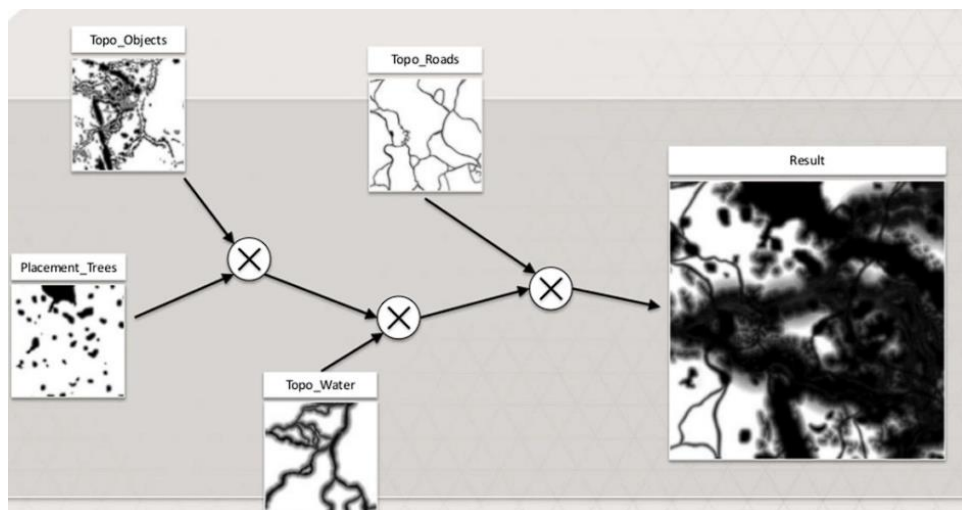 Topo_Objects
Topo_Roads
Result
Placement_Trees
Topo_Water